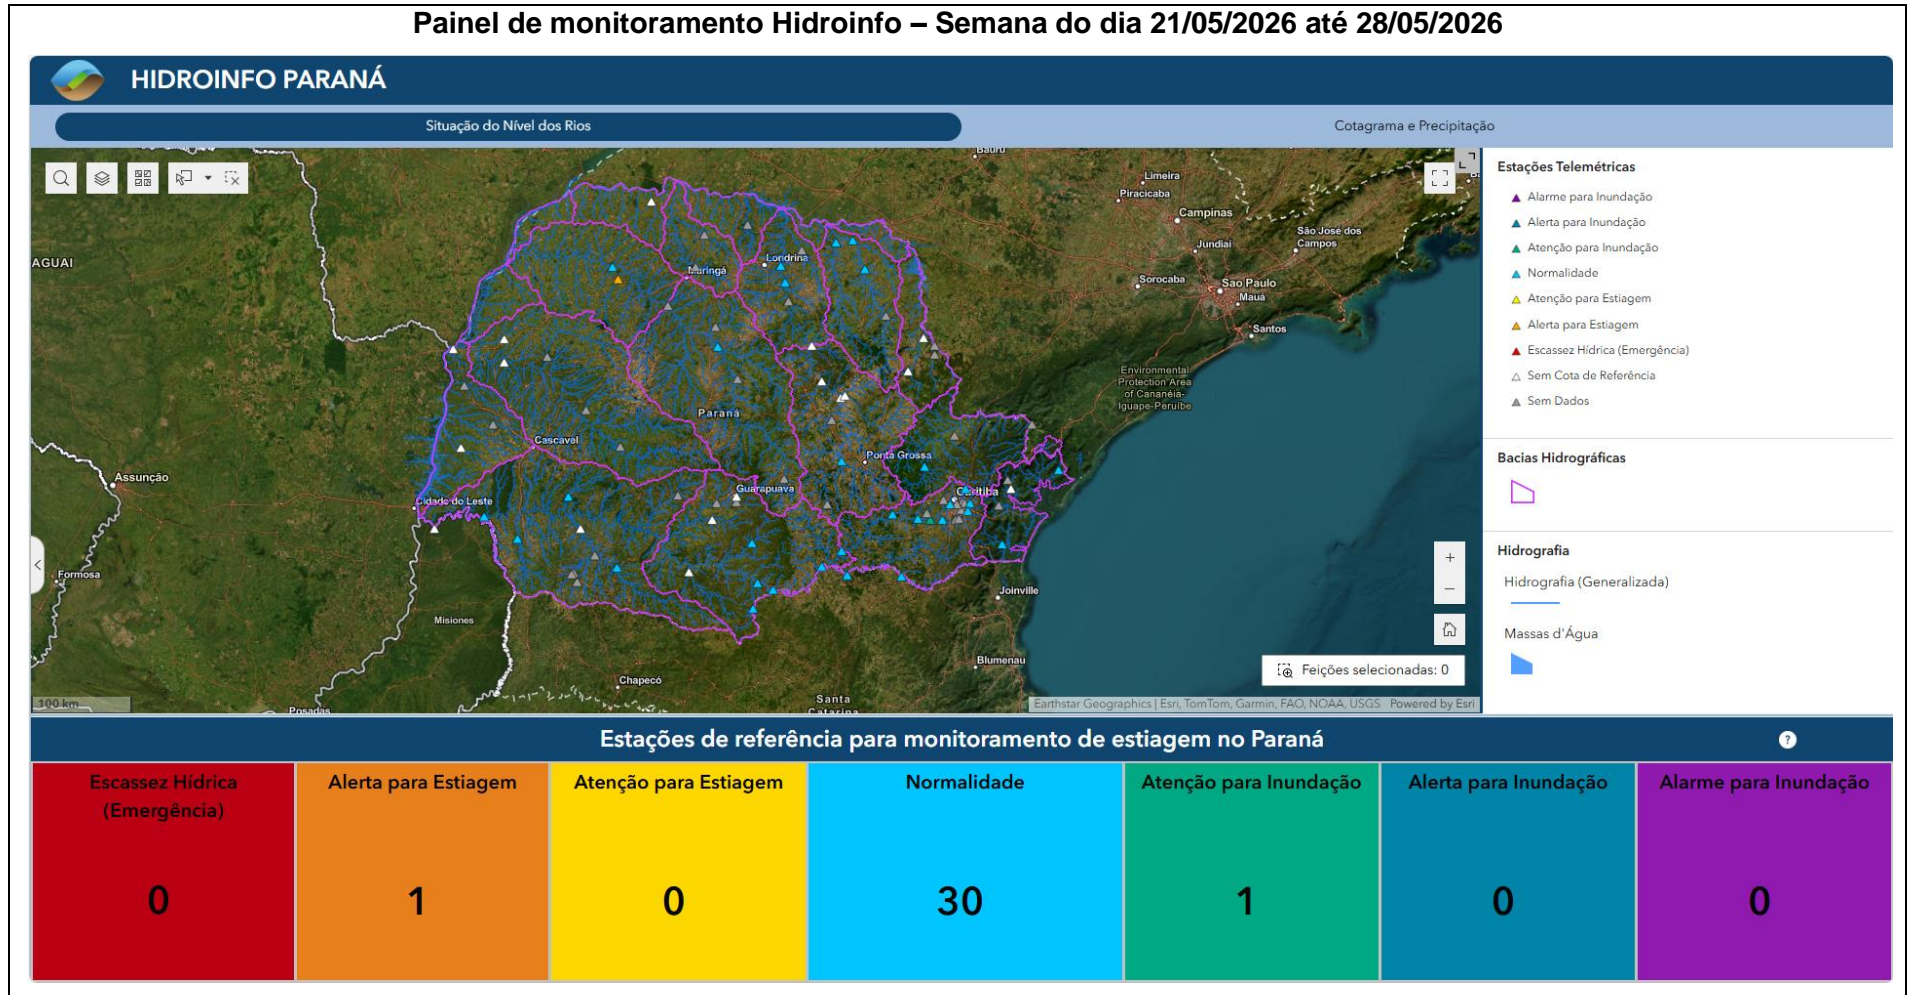 Painel de monitoramento Hidroinfo – Semana do dia 21/05/2026 até 28/05/2026
HIDROINFO PARANÁ
Situação do Nível dos Rios
Cotagrama e Precipitação
Bauru
Limeira
Piracicaba
Campinas
São José dos
Campos
Jundiaí
AGUAI
Londrina
Maringá
Sorocaba
Sao Paulo
Mauá
Santos
Environmental
Protection Area
of Cananéia-
Iguape-Peruíbe
Paraná
Cascavel
Ponta Grossa
Assunção
Guarapuava
Curitiba
Cidade do Leste
Formosa
Joinville
Misiones
Blumenau
Chapecó
Santa
Catarina
Posadas
100 km
Feições selecionadas: 0
Earthstar Geographics | Esri, TomTom, Garmin, FAO, NOAA, USGS Powered by Esri
Estações Telemétricas
Alarme para Inundação
Alerta para Inundação
Atenção para Inundação
Normalidade
Atenção para Estiagem
Alerta para Estiagem
Escassez Hídrica (Emergência)
Sem Cota de Referência
Sem Dados
Bacias Hidrográficas
Hidrografia
Hidrografia (Generalizada)
Massas d'Água
Estações de referência para monitoramento de estiagem no Paraná
?
Escassez Hídrica
(Emergência)
0
Alerta para Estiagem
1
Atenção para Estiagem
0
Normalidade
30
Atenção para Inundação
1
Alerta para Inundação
0
Alarme para Inundação
0